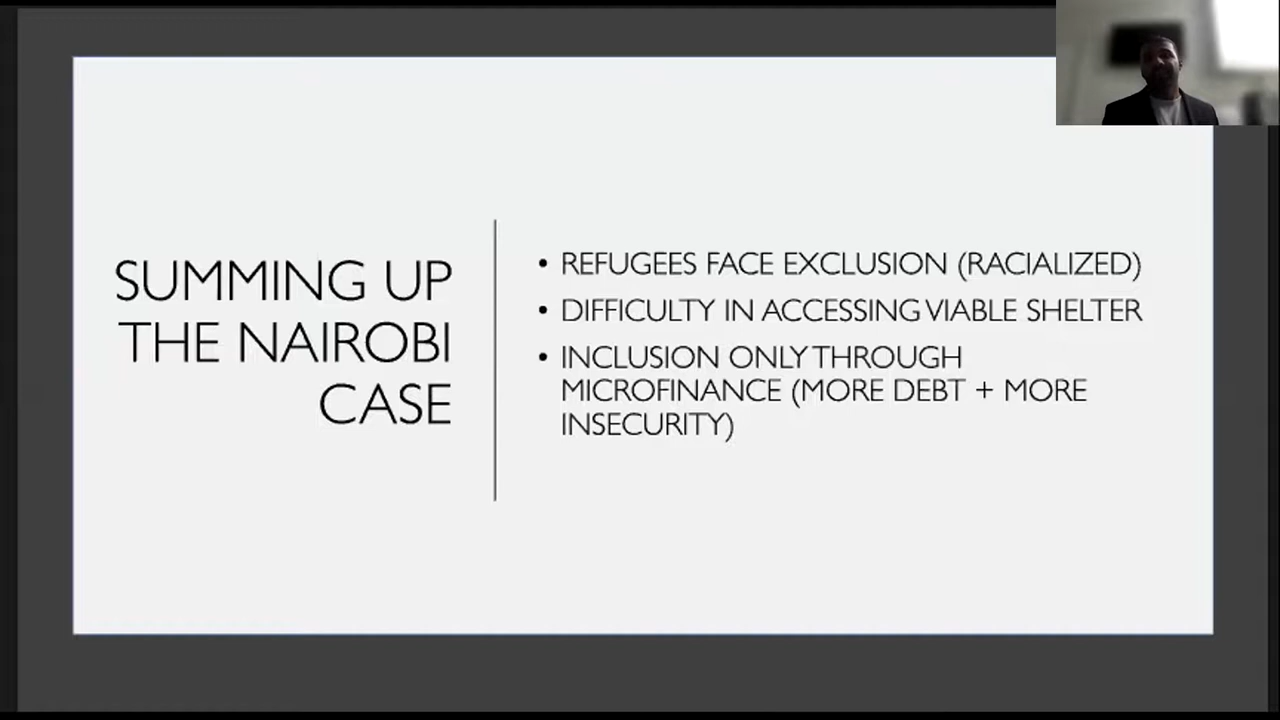 SUMMING UP
THE NAIROBI
CASE
• REFUGEES FACE EXCLUSION (RACIALIZED)
• DIFFICULTY IN ACCESSING VIABLE SHELTER
• INCLUSION ONLY THROUGH
MICROFINANCE (MORE DEBT + MORE
INSECURITY)